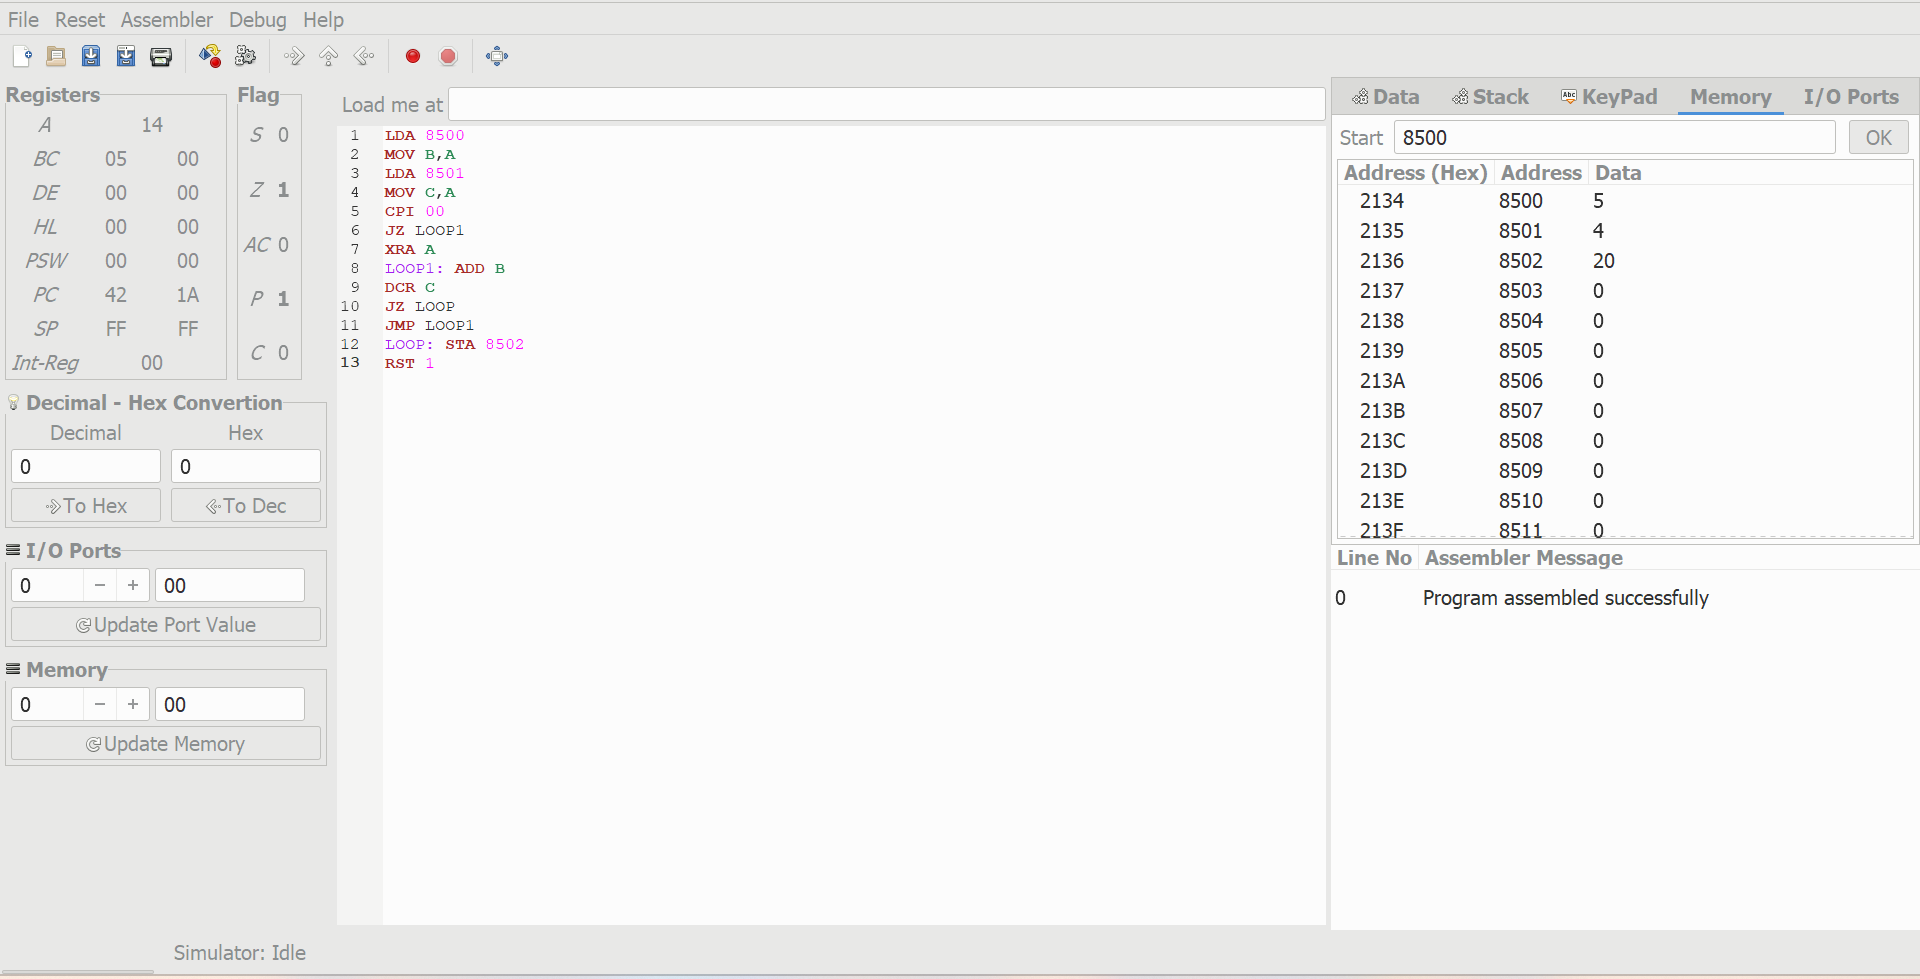 File Reset Assembler Debug Help
Registers
A 14
BC 05 00
DE 00 00
HL 00 00
PSW 00 00
PC 42 1A
SP FF FF
Int-Reg 00
Flag
S 0
Z 1
AC 0
P 1
C 0
Decimal - Hex Convertion
Decimal Hex
0 0
To Hex To Dec
I/O Ports
0 − + 00
Update Port Value
Memory
0 − + 00
Update Memory
Simulator: Idle
Load me at
1 LDA 8500
2 MOV B,A
3 LDA 8501
4 MOV C,A
5 CPI 00
6 JZ LOOP1
7 XRA A
8 LOOP1: ADD B
9 DCR C
10 JZ LOOP
11 JMP LOOP1
12 LOOP: STA 8502
13 RST 1
Data Stack Abc KeyPad Memory I/O Ports
Start 8500 OK
Address (Hex) Address Data
2134 8500 5
2135 8501 4
2136 8502 20
2137 8503 0
2138 8504 0
2139 8505 0
213A 8506 0
213B 8507 0
213C 8508 0
213D 8509 0
213E 8510 0
213F 8511 0
Line No Assembler Message
0 Program assembled successfully